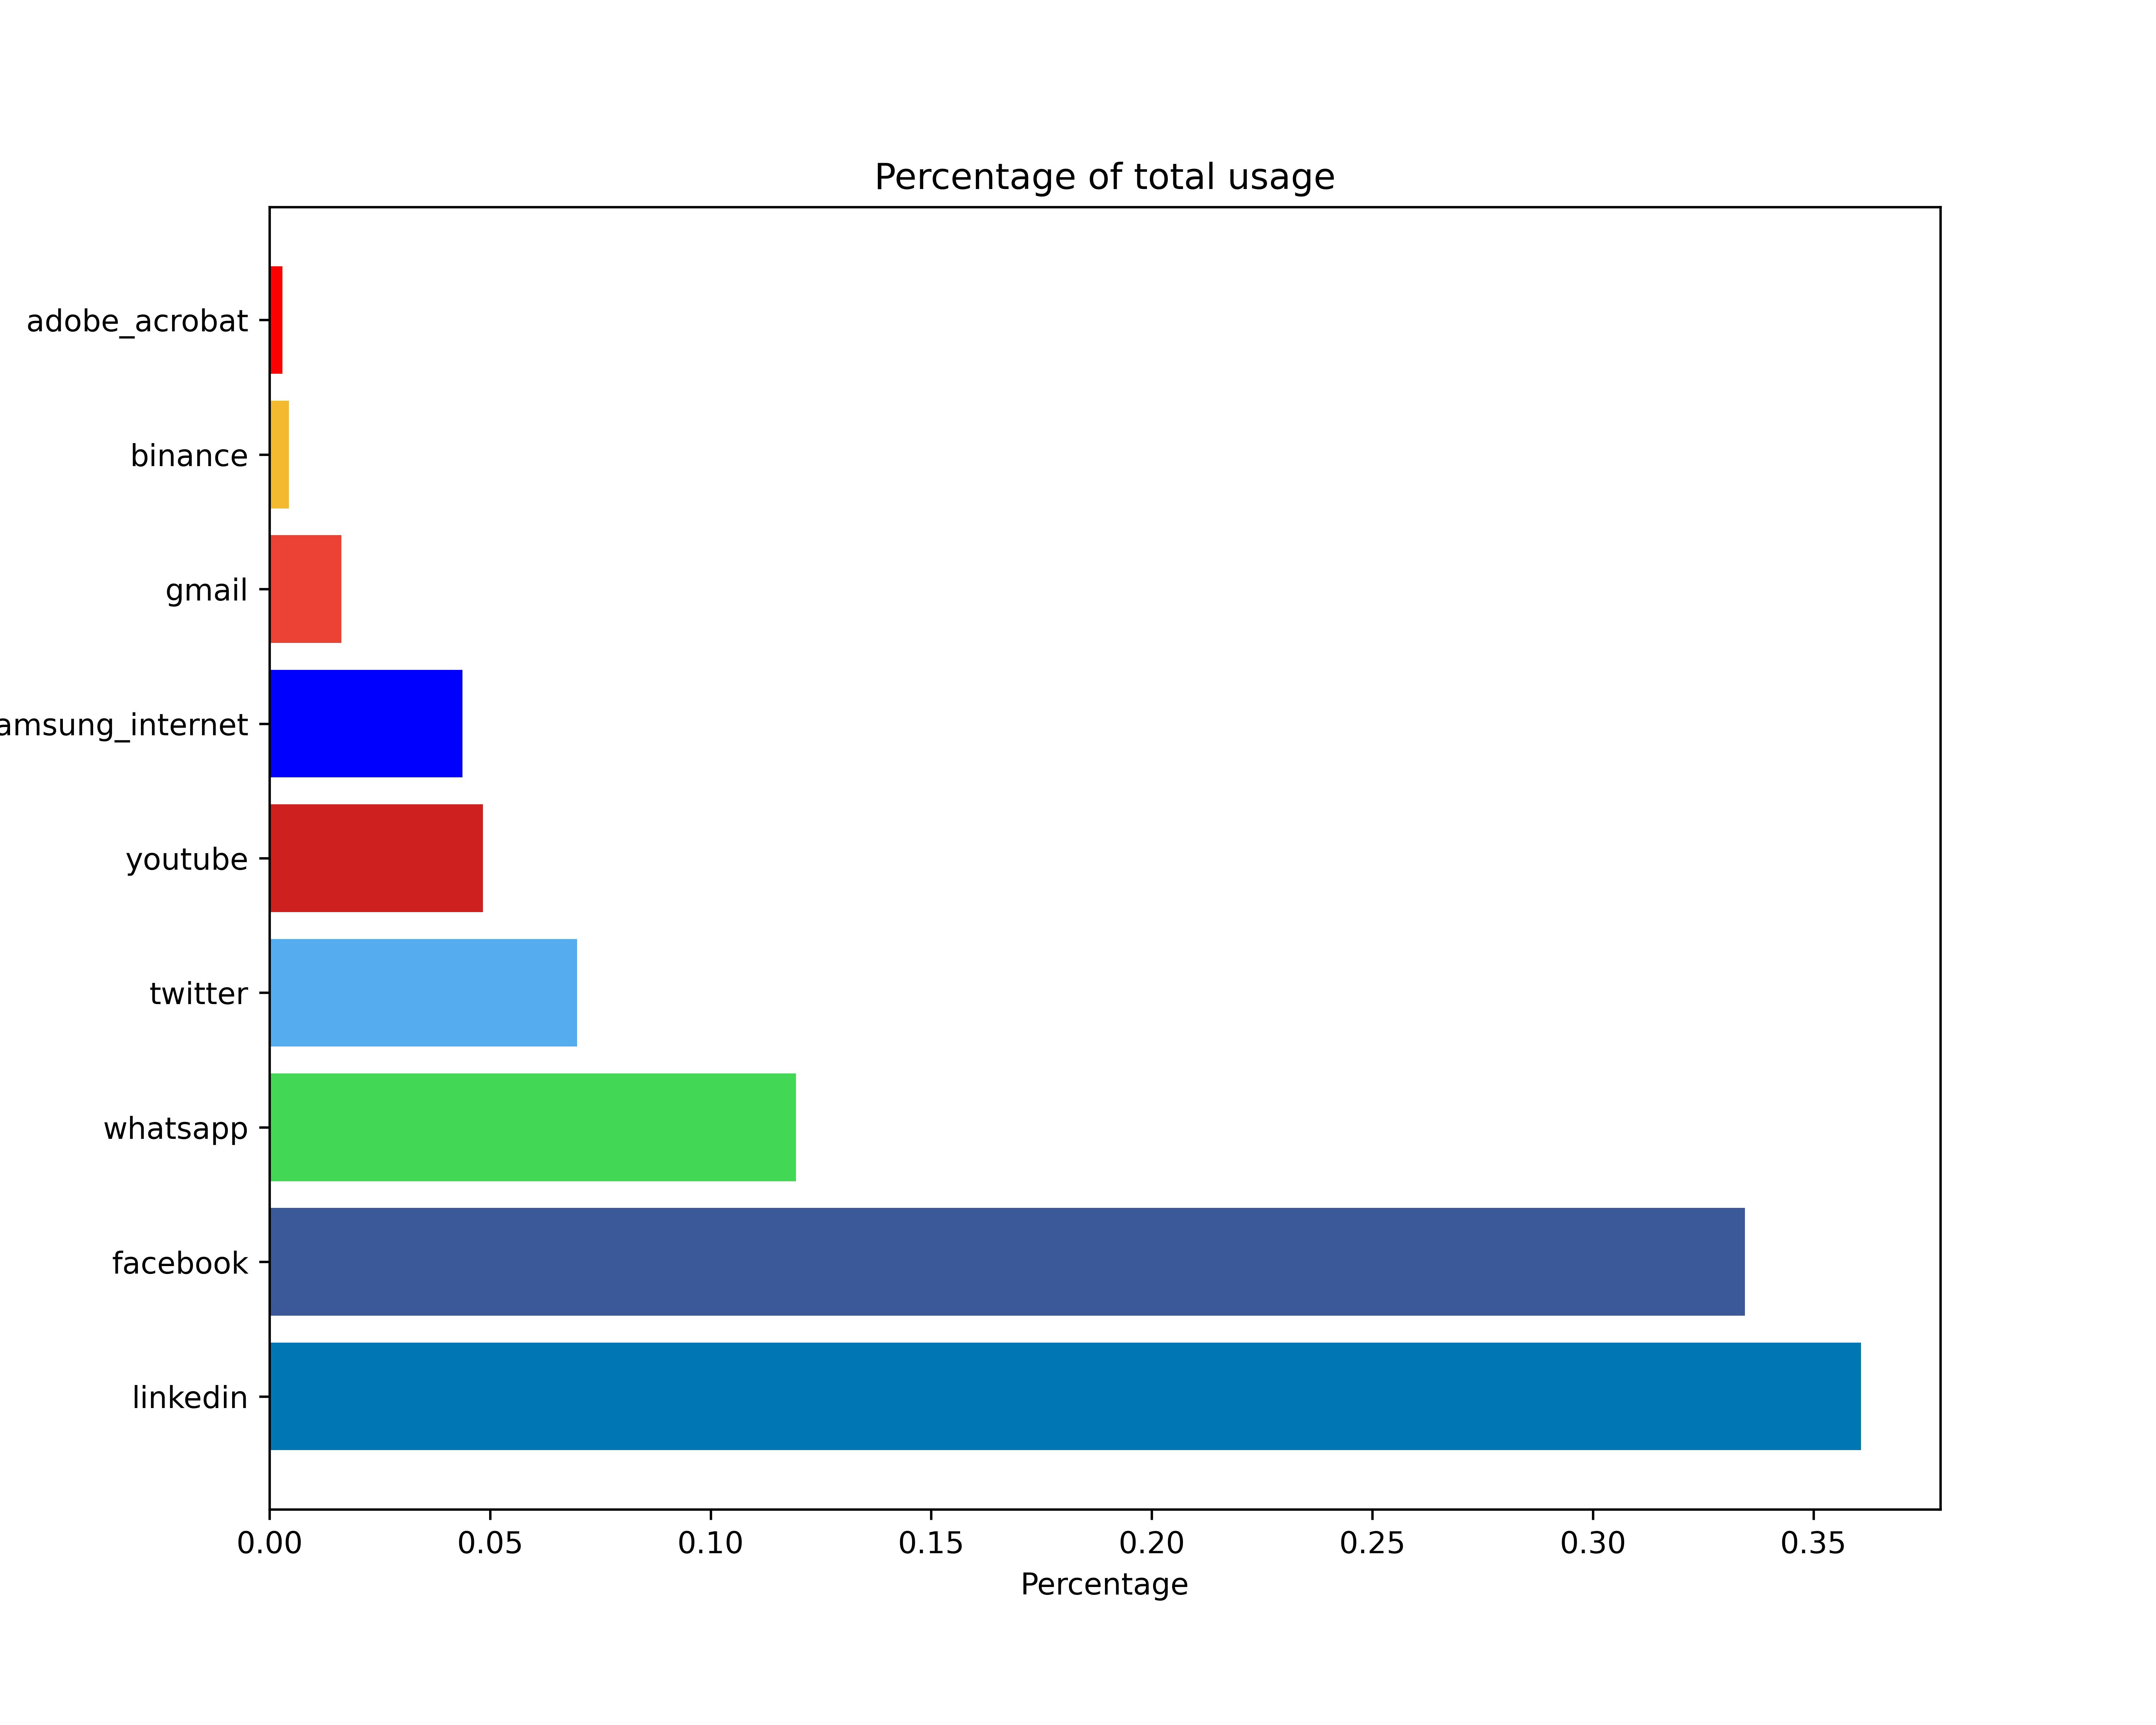 Percentage of total usage
adobe_acrobat
binance
gmail
amsung_internet
youtube
twitter
whatsapp
facebook
linkedin
0.00 0.05 0.10 0.15 0.20 0.25 0.30 0.35
Percentage